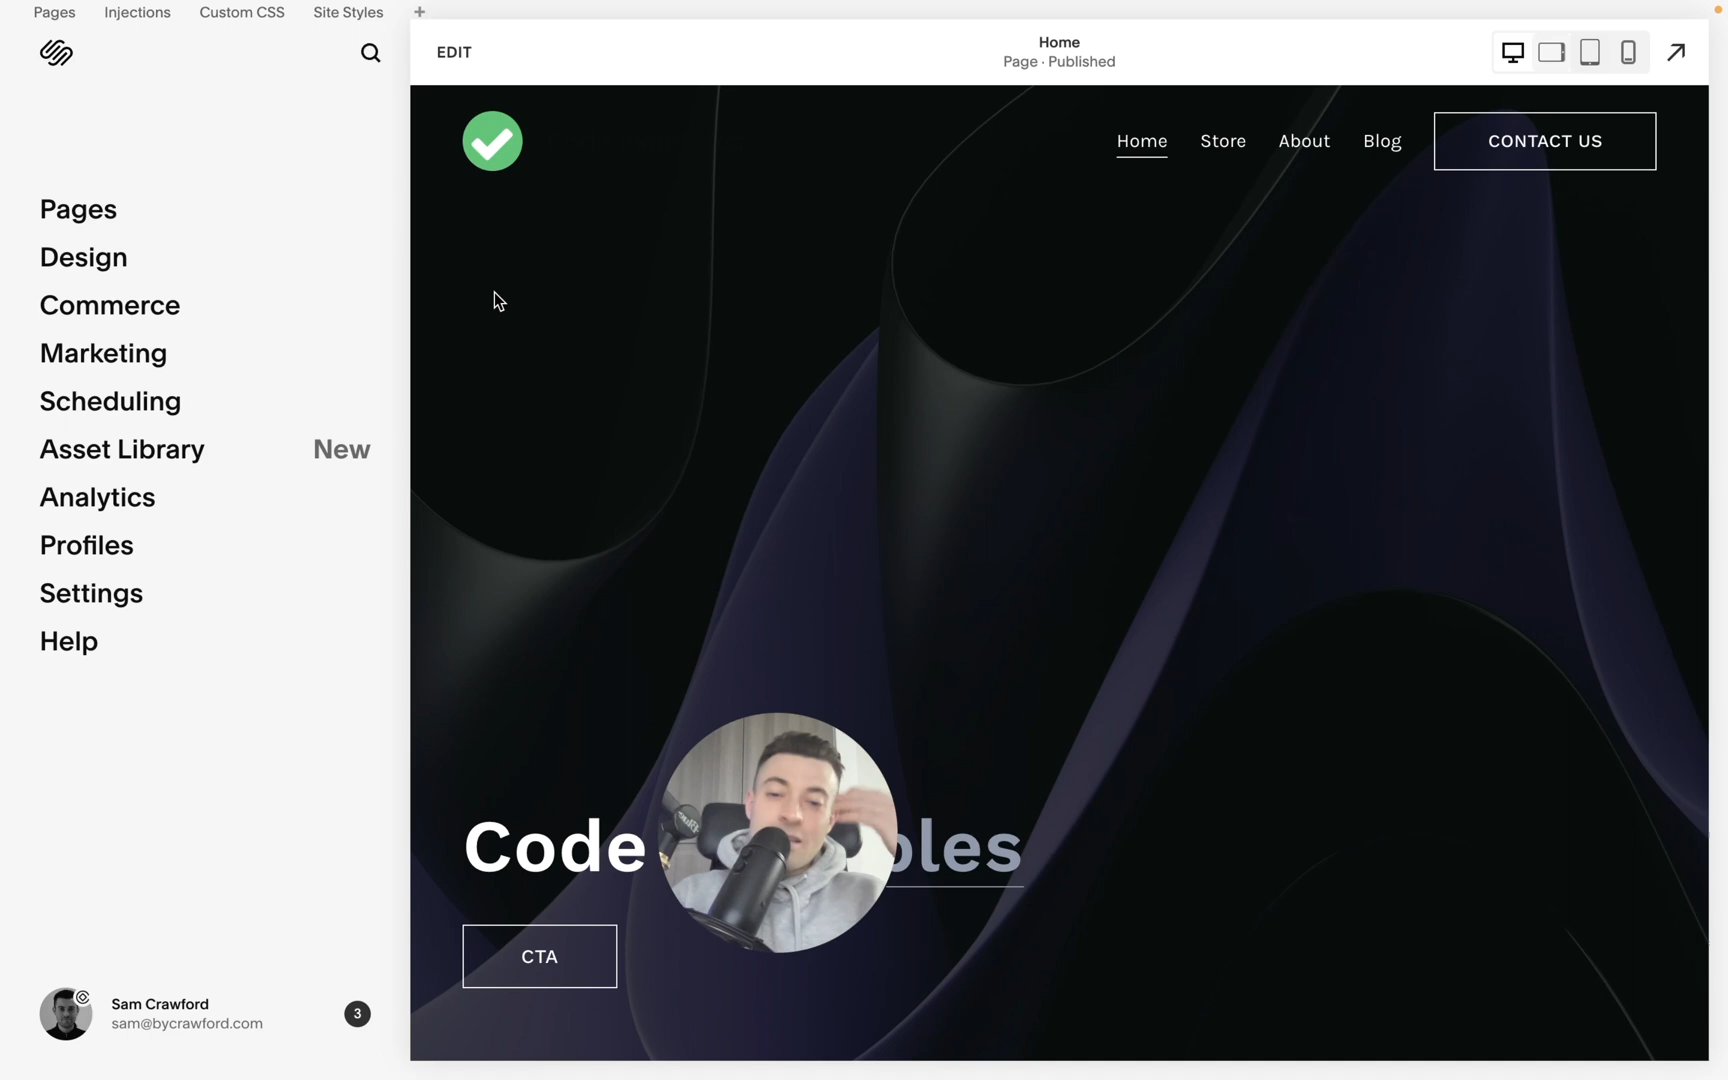 Pages Injections Custom CSS Site Styles +
EDIT
Home
Page · Published
Home Store About Blog CONTACT US
Pages
Design
Commerce
Marketing
Scheduling
Asset Library New
Analytics
Profiles
Settings
Help
Code
CTA
Sam Crawford
sam@bycrawford.com
3